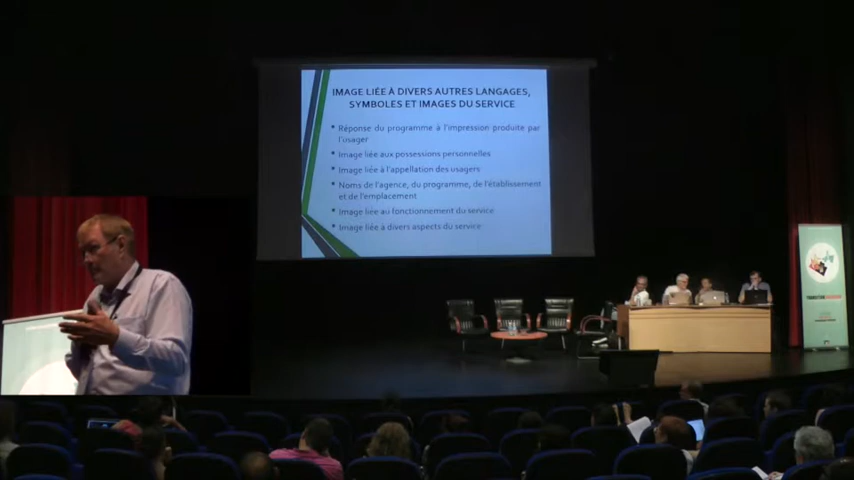 IMAGE LIÉE À DIVERS AUTRES LANGAGES,
SYMBOLES ET IMAGES DU SERVICE
• Réponse du programme à l'impression produite par
l'usager
• Image liée aux possessions personnelles
• Image liée à l'appellation des usagers
• Noms de l'agence, du programme, de l'établissement
et de l'emplacement
• Image liée au fonctionnement du service
• Image liée à divers aspects du service